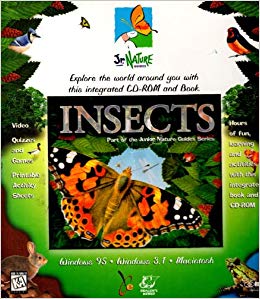 Jr NATURE
GUIDES
Explore the world around you with
this integrated CD-ROM and Book
INSECTS
Part of the Junior Nature Guides Series
Video
Quizzes
and
Games
Printable
Activity
Sheets
Hours
of fun,
learning
and
activities
with this
integrated
book and
CD-ROM
Windows 95 • Windows 3.1 • Macintosh
K-A